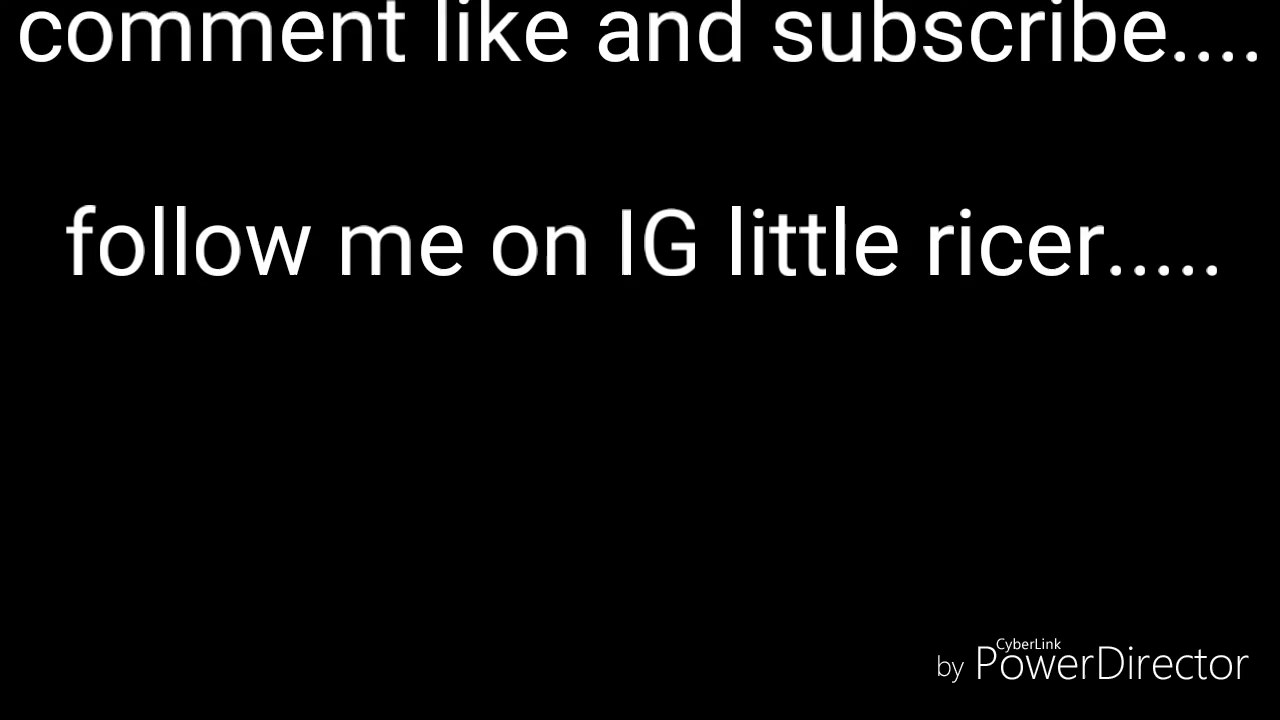 comment like and subscribe....
follow me on IG little ricer.....
CyberLink
by PowerDirector